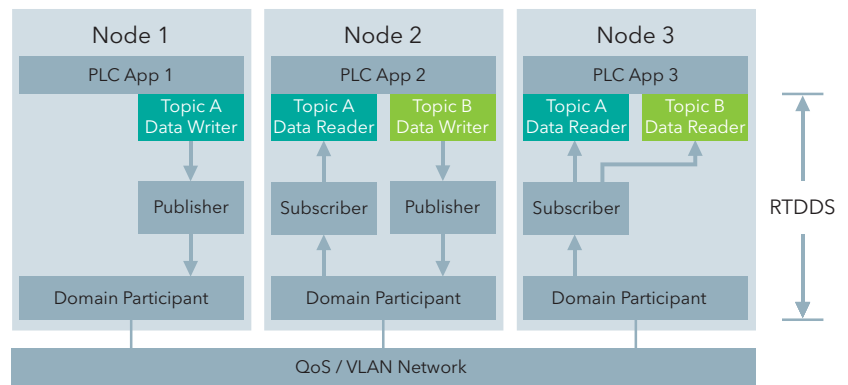 Node 1
Node 2
Node 3
PLC App 1
PLC App 2
PLC App 3
Topic A
Data Writer
Topic A
Data Reader
Topic B
Data Writer
Topic A
Data Reader
Topic B
Data Reader
Publisher
Subscriber
Publisher
Subscriber
RTDDS
Domain Participant
Domain Participant
Domain Participant
QoS / VLAN Network